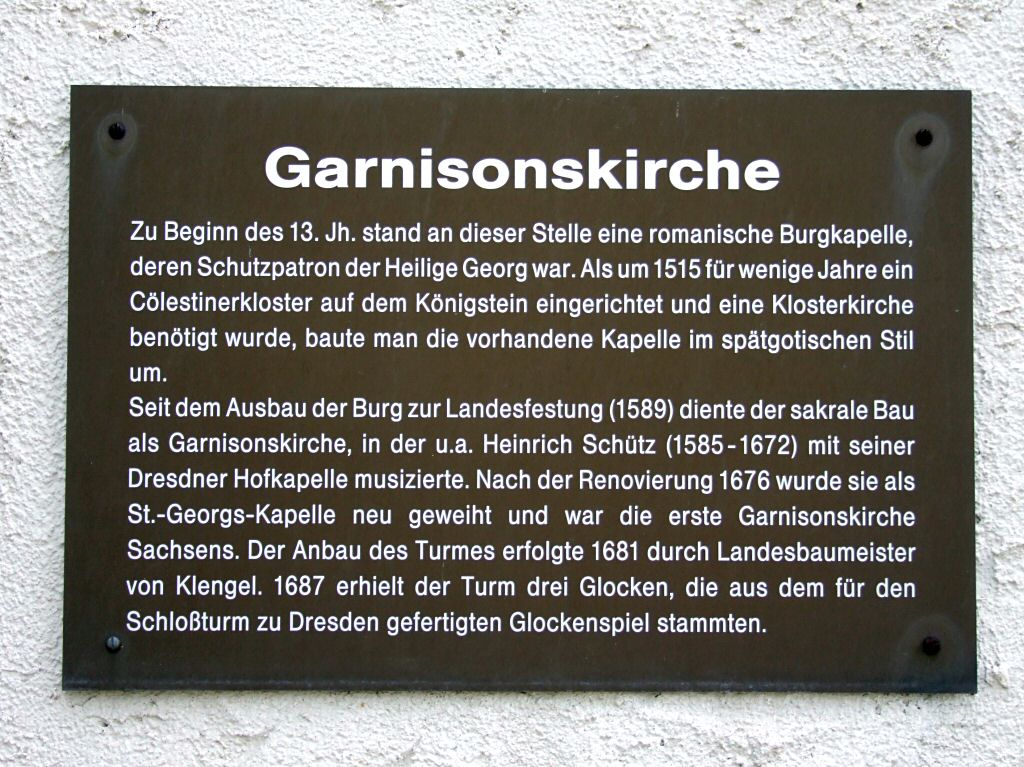 Garnisonskirche
Zu Beginn des 13. Jh. stand an dieser Stelle eine romanische Burgkapelle,
deren Schutzpatron der Heilige Georg war. Als um 1515 für wenige Jahre ein
Cölestinerkloster auf dem Königstein eingerichtet und eine Klosterkirche
benötigt wurde, baute man die vorhandene Kapelle im spätgotischen Stil
um.
Seit dem Ausbau der Burg zur Landesfestung (1589) diente der sakrale Bau
als Garnisonskirche, in der u.a. Heinrich Schütz (1585-1672) mit seiner
Dresdner Hofkapelle musizierte. Nach der Renovierung 1676 wurde sie als
St.-Georgs-Kapelle neu geweiht und war die erste Garnisonskirche
Sachsens. Der Anbau des Turmes erfolgte 1681 durch Landesbaumeister
von Klengel. 1687 erhielt der Turm drei Glocken, die aus dem für den
Schloßturm zu Dresden gefertigten Glockenspiel stammten.